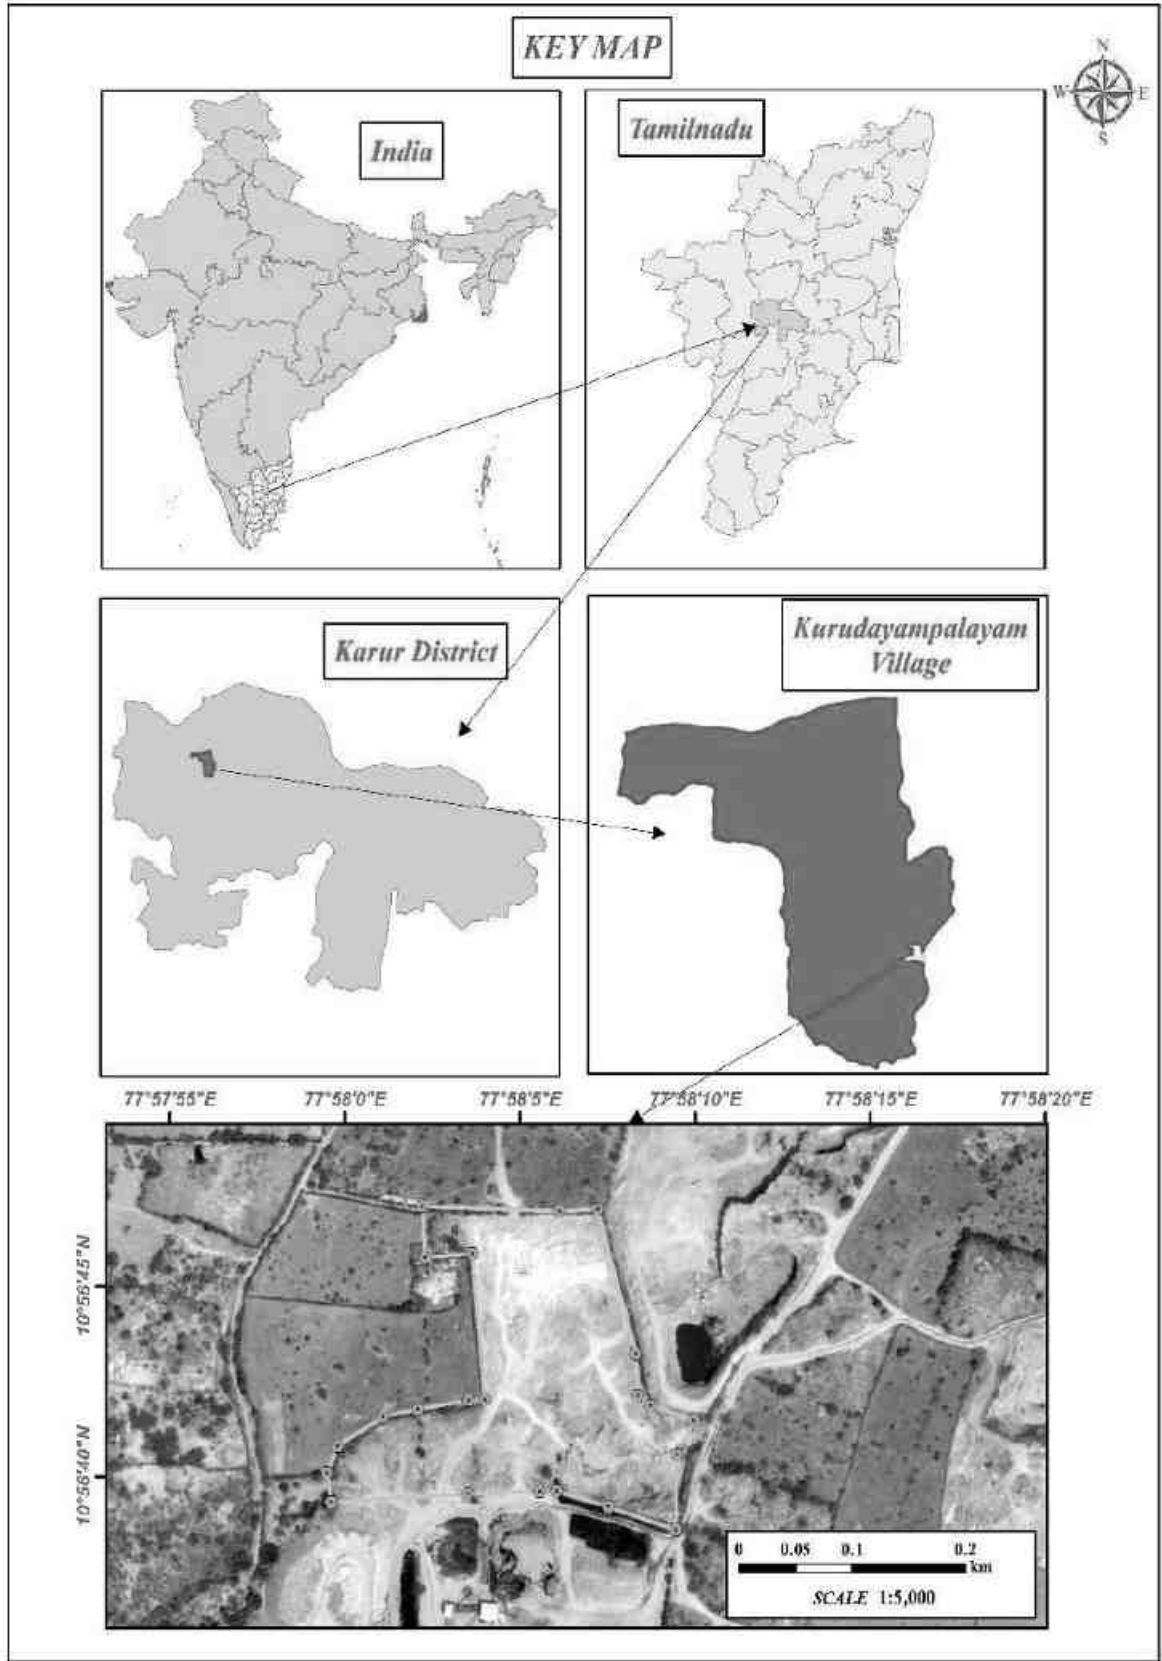 KEY MAP
N
W
E
S
India
Tamilnadu
Karur District
Kurudayampalayam
Village
77°57'55"E 77°58'0"E 77°58'5"E 77°58'10"E 77°58'15"E 77°58'20"E
10°56'45"N
10°56'40"N
0 0.05 0.1 0.2
km
SCALE 1:5,000